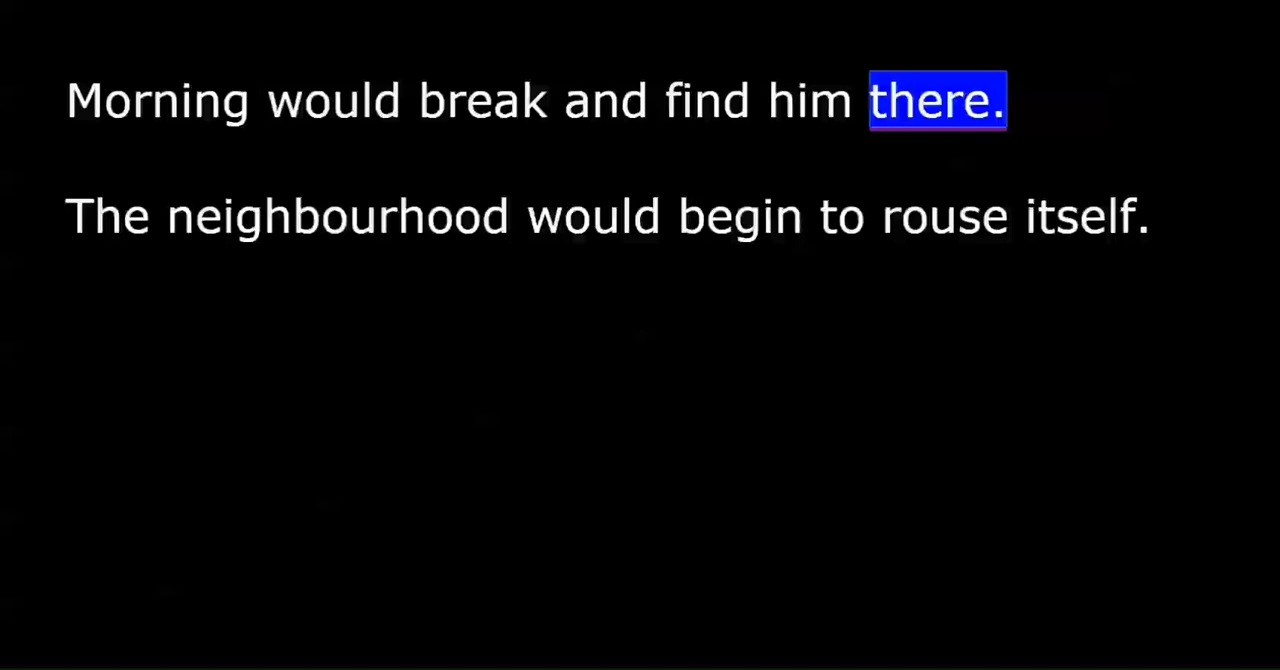 Morning would break and find him there.
The neighbourhood would begin to rouse itself.